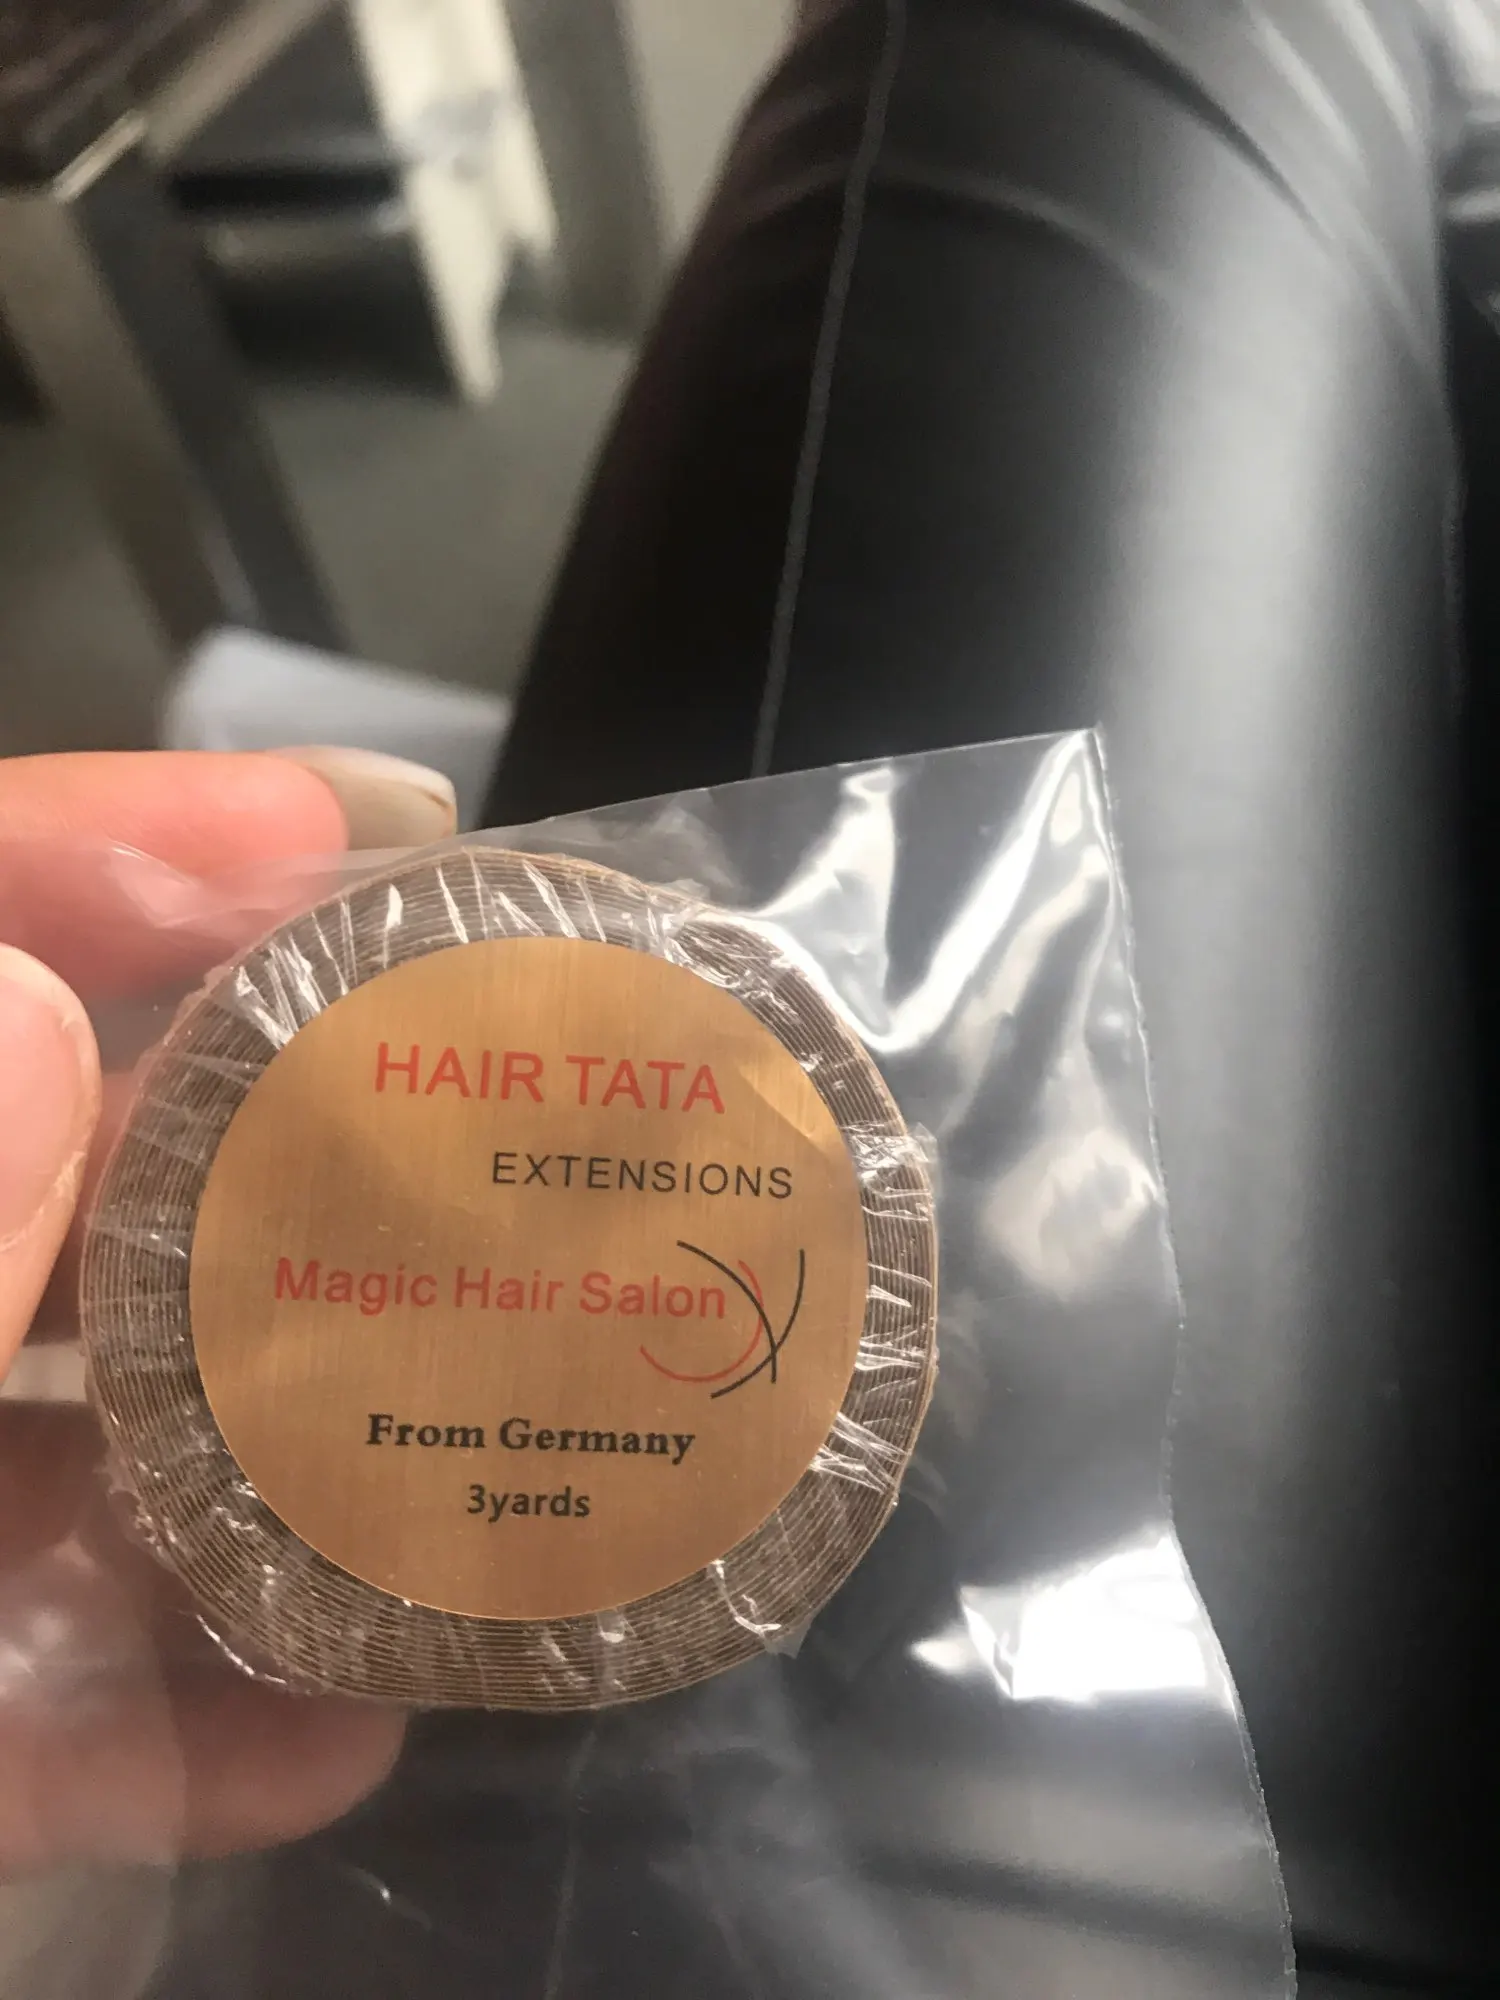 HAIR TATA
EXTENSIONS
Magic Hair Salon
From Germany
3yards